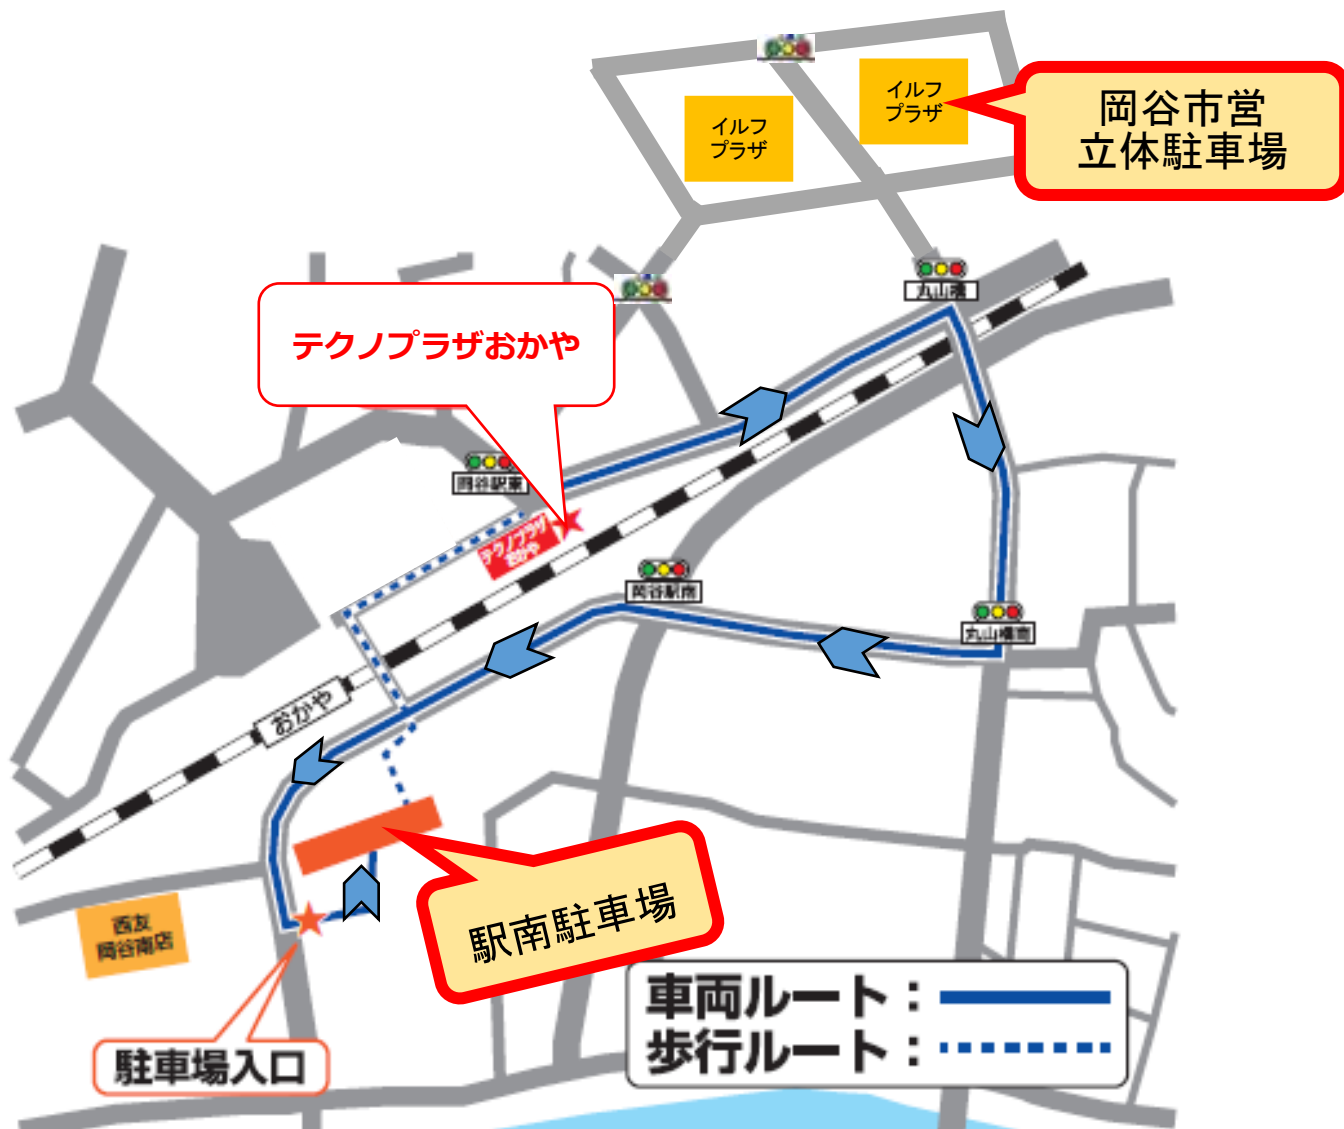 イルフ
プラザ
イルフ
プラザ
岡谷市営
立体駐車場
丸山橋
テクノプラザおかや
岡谷駅東
テクノプラザ
おかや
岡谷駅南
丸山橋南
おかや
駅南駐車場
西友
岡谷南店
駐車場入口
車両ルート：
歩行ルート：